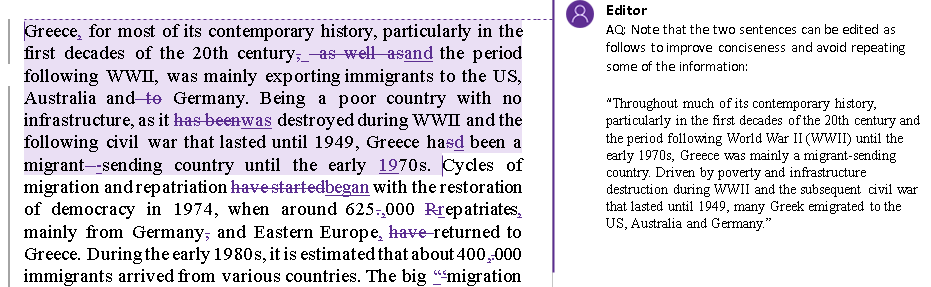 Greece, for most of its contemporary history, particularly in the
first decades of the 20th century, as well asand the period
following WWII, was mainly exporting immigrants to the US,
Australia and to Germany. Being a poor country with no
infrastructure, as it has beenwas destroyed during WWII and the
following civil war that lasted until 1949, Greece hasd been a
migrant--sending country until the early 1970s. Cycles of
migration and repatriation have startedbegan with the restoration
of democracy in 1974, when around 625.,000 Rrepatriates,
mainly from Germany, and Eastern Europe, have returned to
Greece. During the early 1980s, it is estimated that about 400,.000
immigrants arrived from various countries. The big “‘migration
Editor
AQ: Note that the two sentences can be edited as
follows to improve conciseness and avoid repeating
some of the information:
“Throughout much of its contemporary history,
particularly in the first decades of the 20th century and
the period following World War II (WWII) until the
early 1970s, Greece was mainly a migrant-sending
country. Driven by poverty and infrastructure
destruction during WWII and the subsequent civil war
that lasted until 1949, many Greek emigrated to the
US, Australia and Germany.”